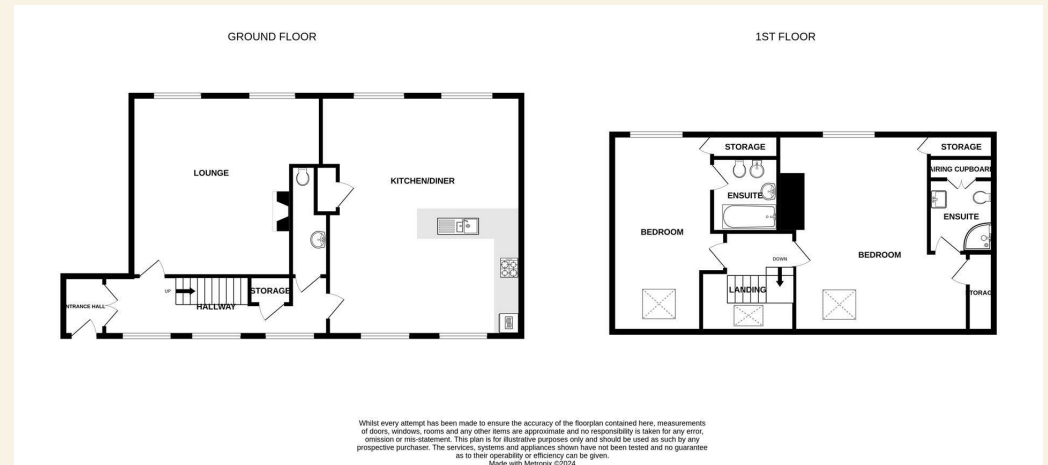 GROUND FLOOR
1ST FLOOR
LOUNGE
KITCHEN/DINER
UP
STORAGE
HALLWAY
ENTRANCE HALL
STORAGE
STORAGE
AIRING CUPBOARD
ENSUITE
ENSUITE
BEDROOM
BEDROOM
DOWN
LANDING
STORAGE
Whilst every attempt has been made to ensure the accuracy of the floorplan contained here, measurements
of doors, windows, rooms and any other items are approximate and no responsibility is taken for any error,
omission or mis-statement. This plan is for illustrative purposes only and should be used as such by any
prospective purchaser. The services, systems and appliances shown have not been tested and no guarantee
as to their operability or efficiency can be given.
Made with Metropix ©2024